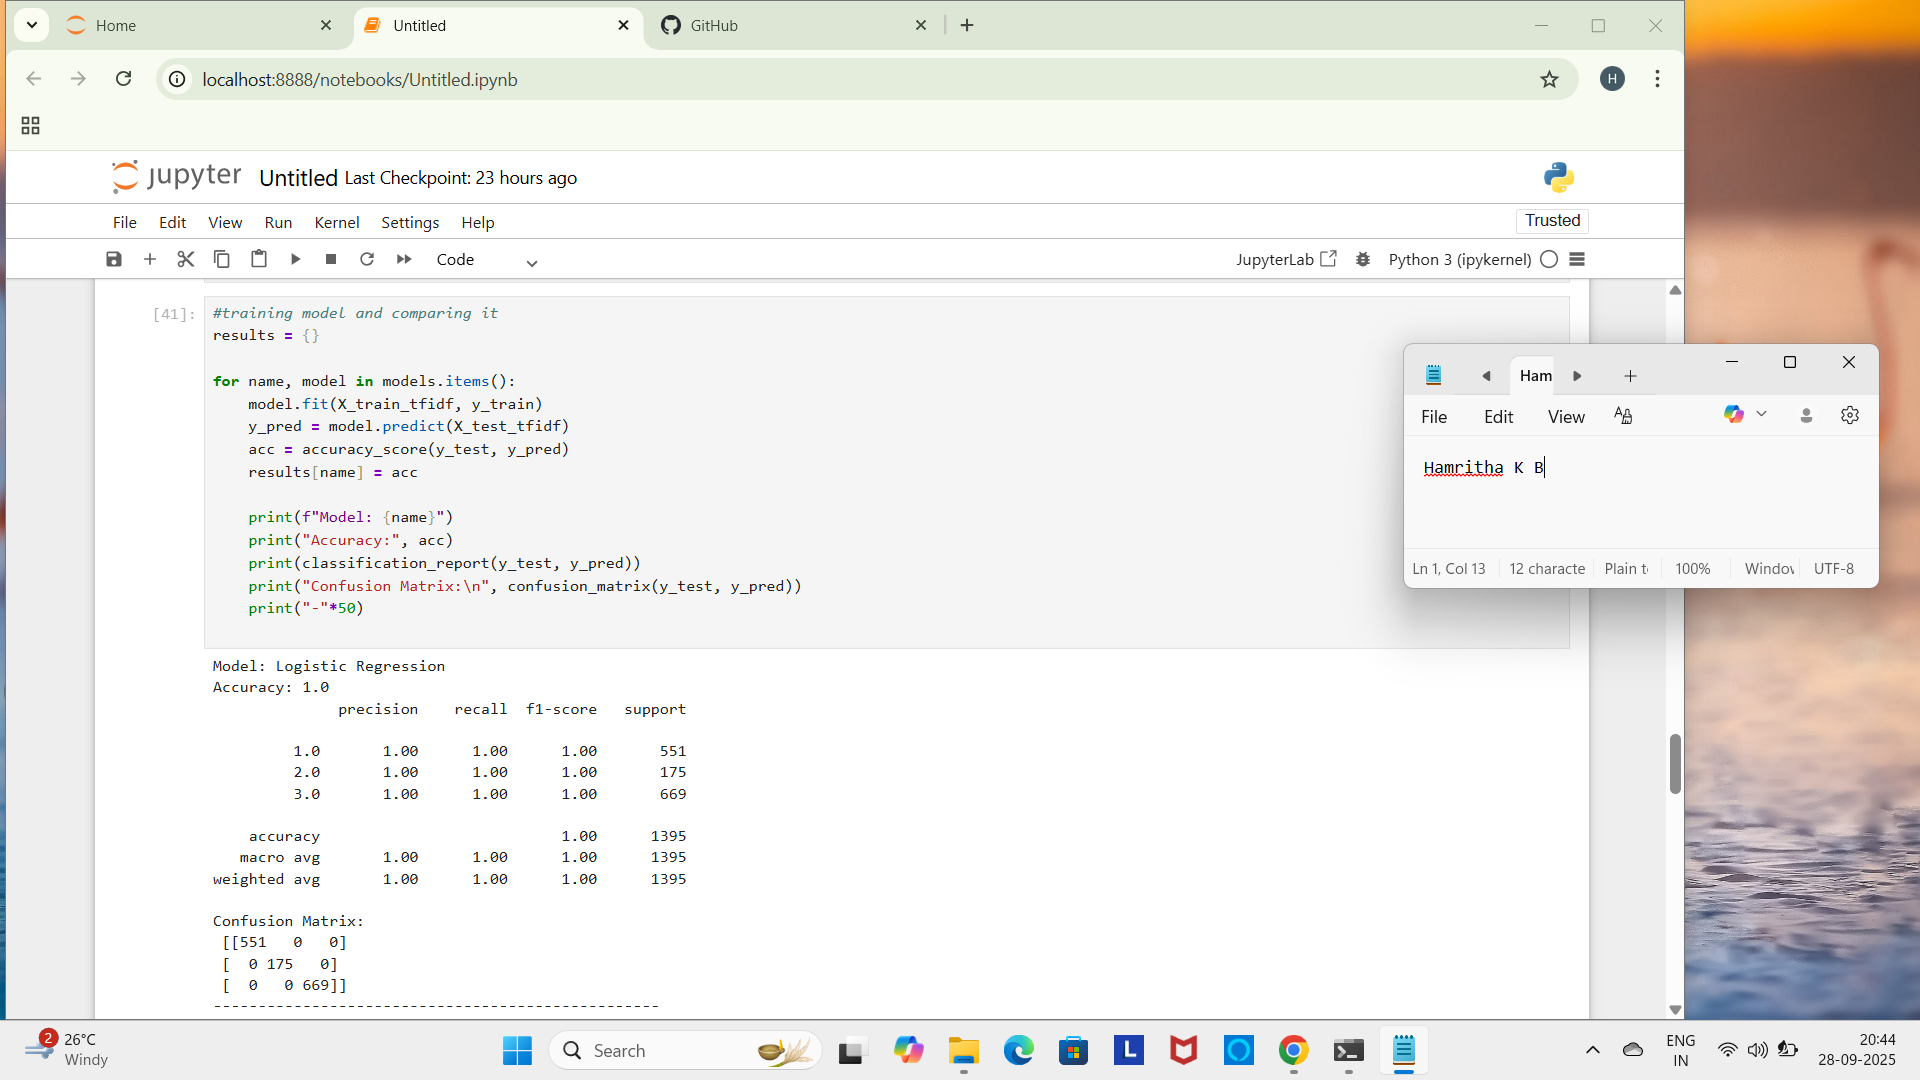 Home
Untitled
GitHub
H
localhost:8888/notebooks/Untitled.ipynb
jupyter Untitled Last Checkpoint: 23 hours ago
File Edit View Run Kernel Settings Help
Trusted
Code
JupyterLab
Python 3 (ipykernel)
[41]:
#training model and comparing it
results = {}
for name, model in models.items():
    model.fit(X_train_tfidf, y_train)
    y_pred = model.predict(X_test_tfidf)
    acc = accuracy_score(y_test, y_pred)
    results[name] = acc
    print(f"Model: {name}")
    print("Accuracy:", acc)
    print(classification_report(y_test, y_pred))
    print("Confusion Matrix:\n", confusion_matrix(y_test, y_pred))
    print("-"*50)
Model: Logistic Regression
Accuracy: 1.0
precision recall f1-score support
1.0 1.00 1.00 1.00 551
2.0 1.00 1.00 1.00 175
3.0 1.00 1.00 1.00 669
accuracy 1.00 1395
macro avg 1.00 1.00 1.00 1395
weighted avg 1.00 1.00 1.00 1395
Confusion Matrix:
[[551 0 0]
[ 0 175 0]
[ 0 0 669]]
--------------------------------------------------
Ham
File Edit View
Hamritha K B
Ln 1, Col 13
12 characte
Plain t
100%
Window
UTF-8
2
26°C
Windy
Search
L
ENG
IN
20:44
28-09-2025